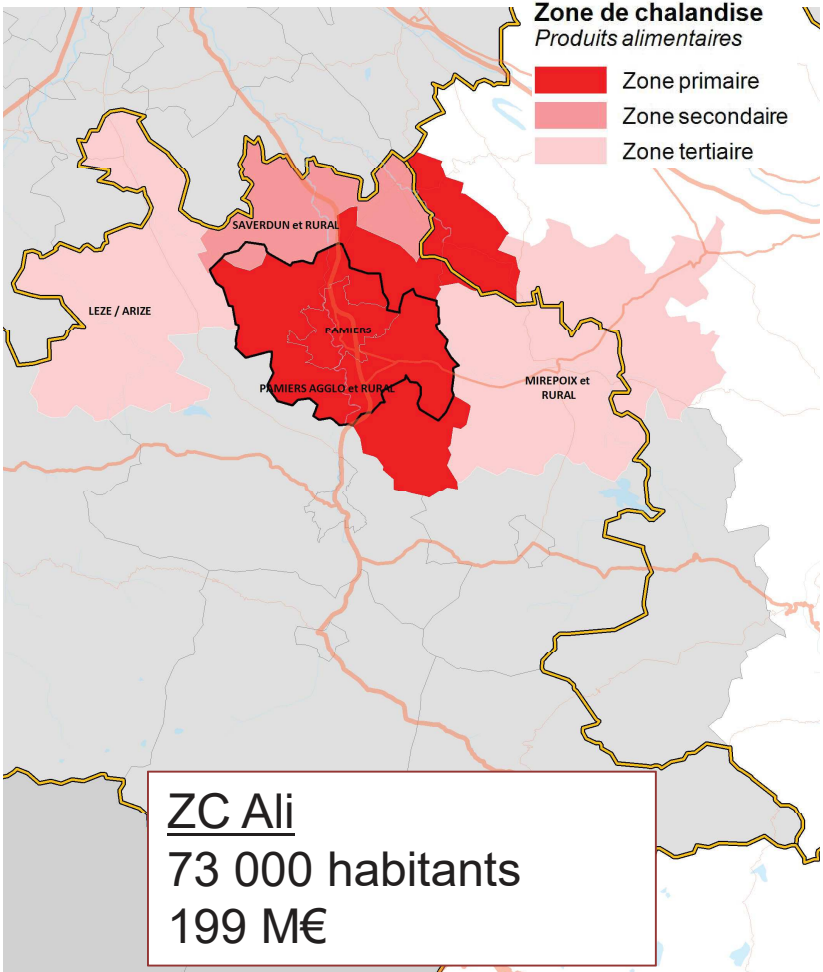 Zone de chalandise
Produits alimentaires
Zone primaire
Zone secondaire
Zone tertiaire
SAVERDUN et RURAL
LEZE / ARIZE
PAMIERS
PAMIERS AGGLO et RURAL
MIREPOIX et
RURAL
ZC Ali
73 000 habitants
199 M€